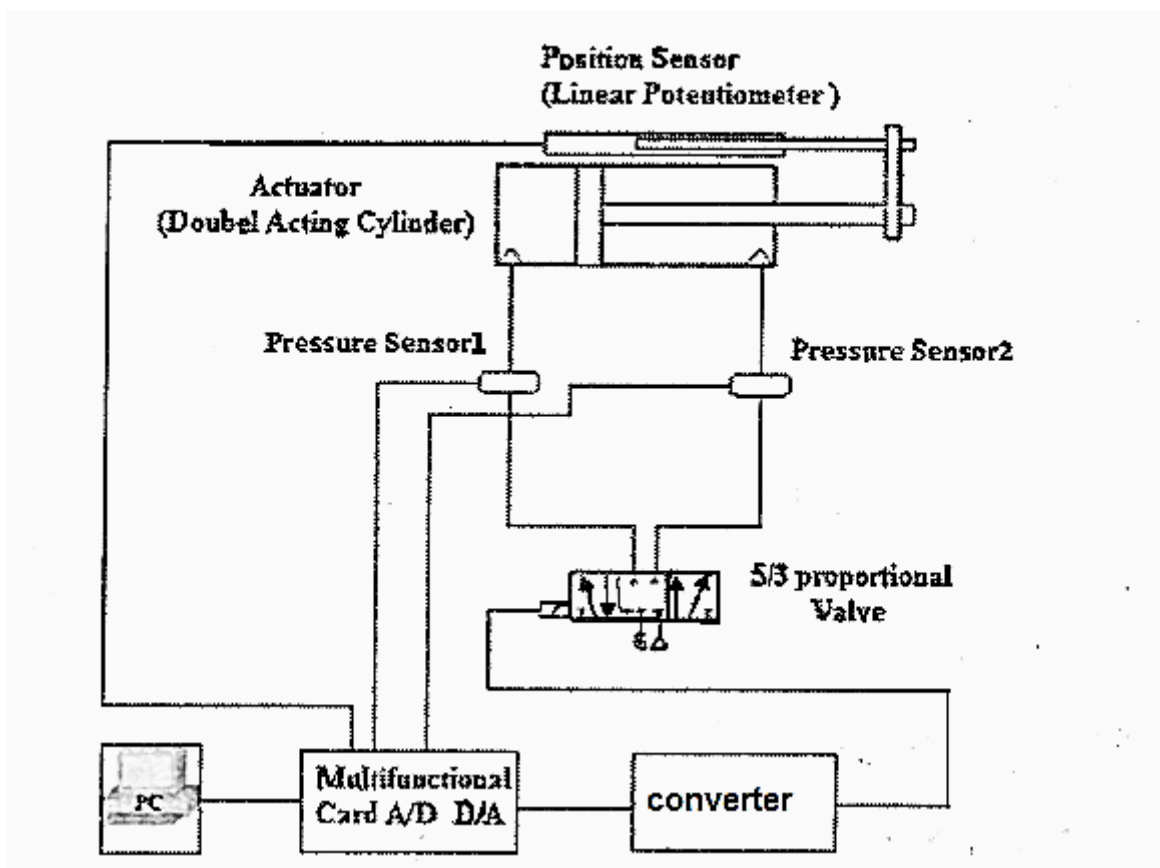 Position Sensor
(Linear Potentiometer)
Actuator
(Doubel Acting Cylinder)
Pressure Sensor1
Pressure Sensor2
5/3 proportional
Valve
PC
Multifunctional
Card A/D D/A
converter